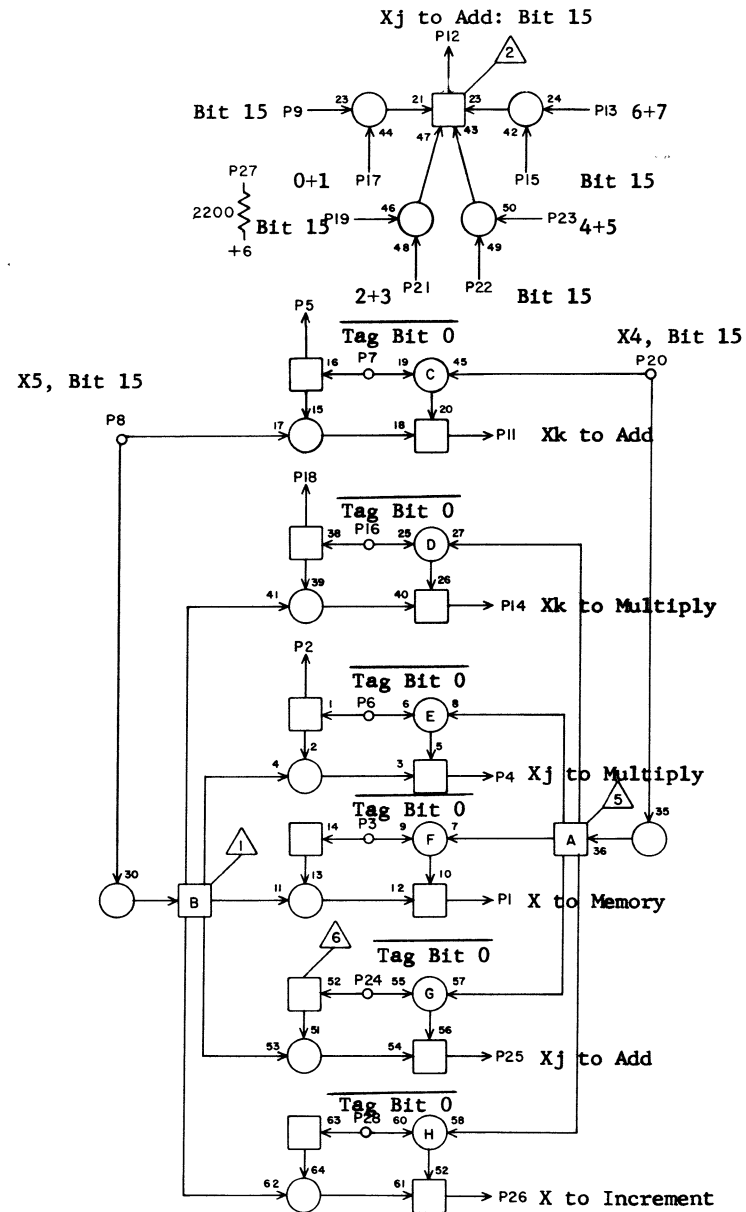 Xj to Add: Bit 15
P12
2
Bit 15 P9 23 21 23 24 P13 6+7
44 47 43 42
P27 0+1 P17 P15 Bit 15
2200 Bit 15 P19 46 50 P23 4+5
+6 48 49
2+3 P21 P22 Bit 15
P5 Tag Bit 0 X4, Bit 15
X5, Bit 15 16 P7 19 C 45 P20
P8 15 20
17 18 P11 Xk to Add
P18 Tag Bit 0
38 P16 25 D 27
39 26
41 40 P14 Xk to Multiply
P2 Tag Bit 0
1 P6 6 E 8
2 5
4 3 P4 Xj to Multiply
Tag Bit 0 5
14 P3 9 F 7 A 36 35
1 13 10
30 B 11 12 P1 X to Memory
6 Tag Bit 0
52 P24 55 G 57
51 56
53 54 P25 Xj to Add
Tag Bit 0
63 P28 60 H 58
64 52
62 61 P26 X to Increment